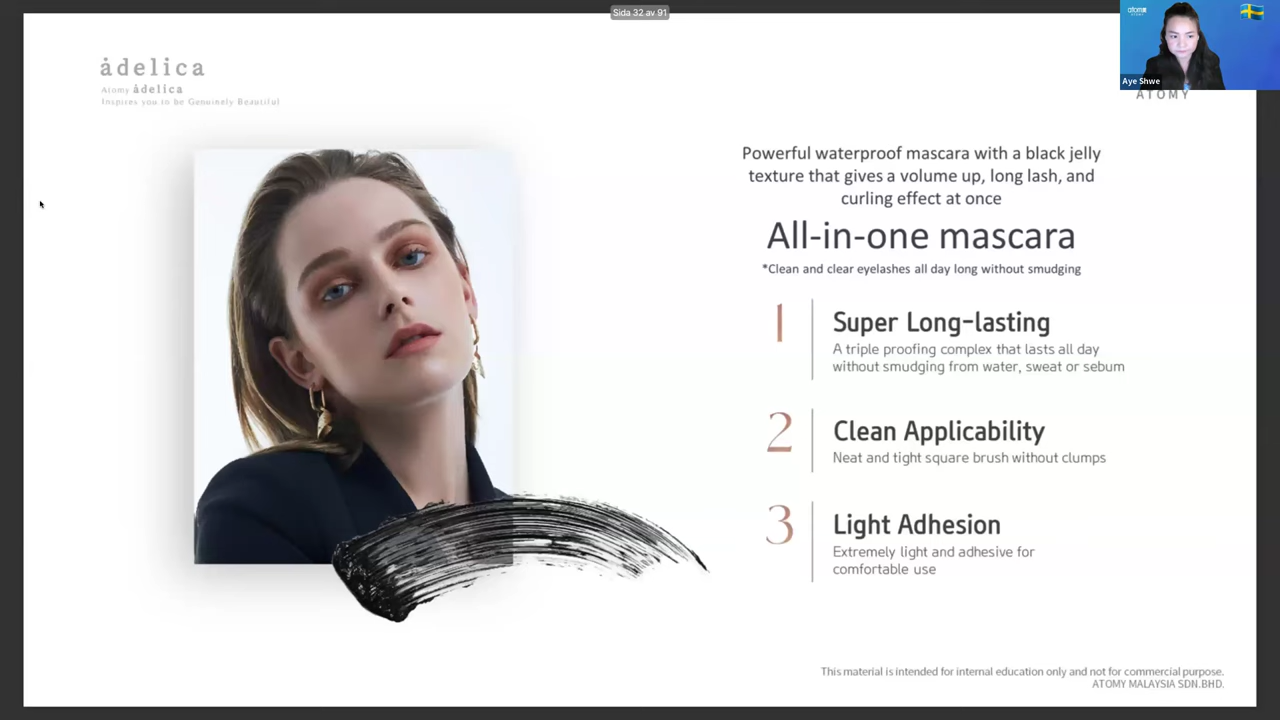 Sida 32 av 91
atomy
Aye Shwe
ATOMY
ȧdelica
Atomy ȧdelica
Inspires you to be Genuinely Beautiful
Powerful waterproof mascara with a black jelly
texture that gives a volume up, long lash, and
curling effect at once
All-in-one mascara
*Clean and clear eyelashes all day long without smudging
1
Super Long-lasting
A triple proofing complex that lasts all day
without smudging from water, sweat or sebum
2
Clean Applicability
Neat and tight square brush without clumps
3
Light Adhesion
Extremely light and adhesive for
comfortable use
This material is intended for internal education only and not for commercial purpose.
ATOMY MALAYSIA SDN.BHD.